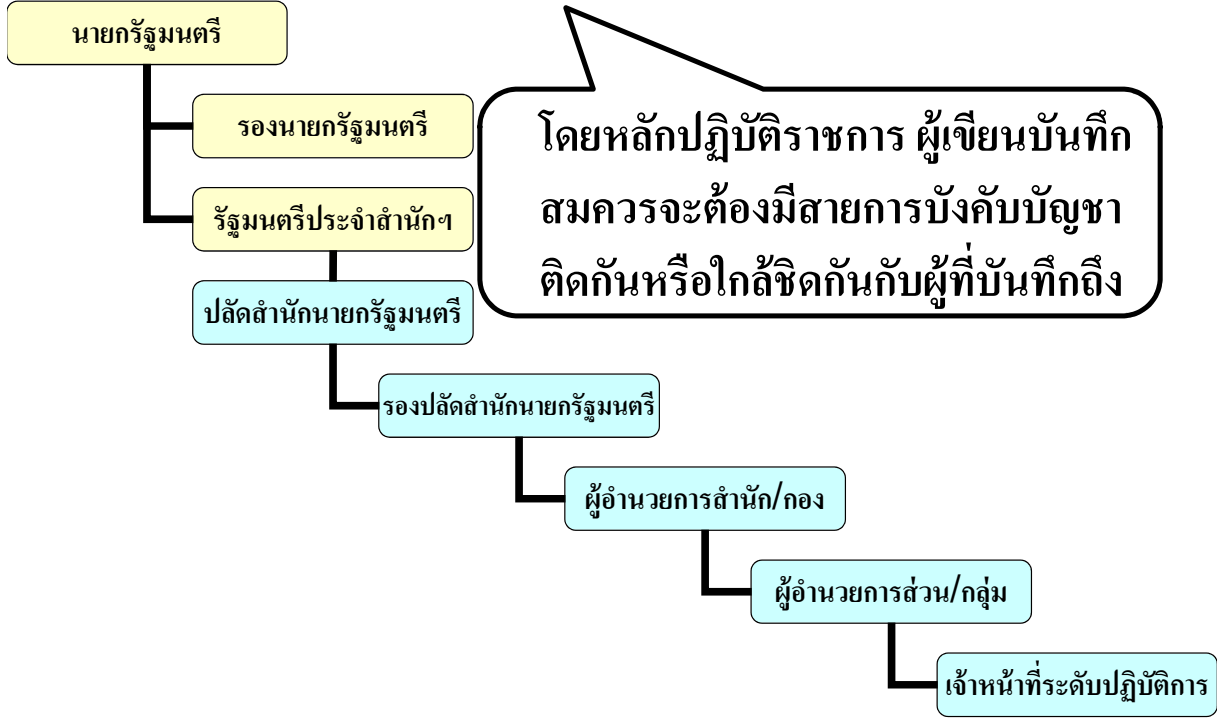 นายกรัฐมนตรี
รองนายกรัฐมนตรี
รัฐมนตรีประจำสำนักฯ
ปลัดสำนักนายกรัฐมนตรี
รองปลัดสำนักนายกรัฐมนตรี
ผู้อำนวยการสำนัก/กอง
ผู้อำนวยการส่วน/กลุ่ม
เจ้าหน้าที่ระดับปฏิบัติการ
โดยหลักปฏิบัติราชการ ผู้เขียนบันทึก
สมควรจะต้องมีสายการบังคับบัญชา
ติดกันหรือใกล้ชิดกันกับผู้ที่บันทึกถึง